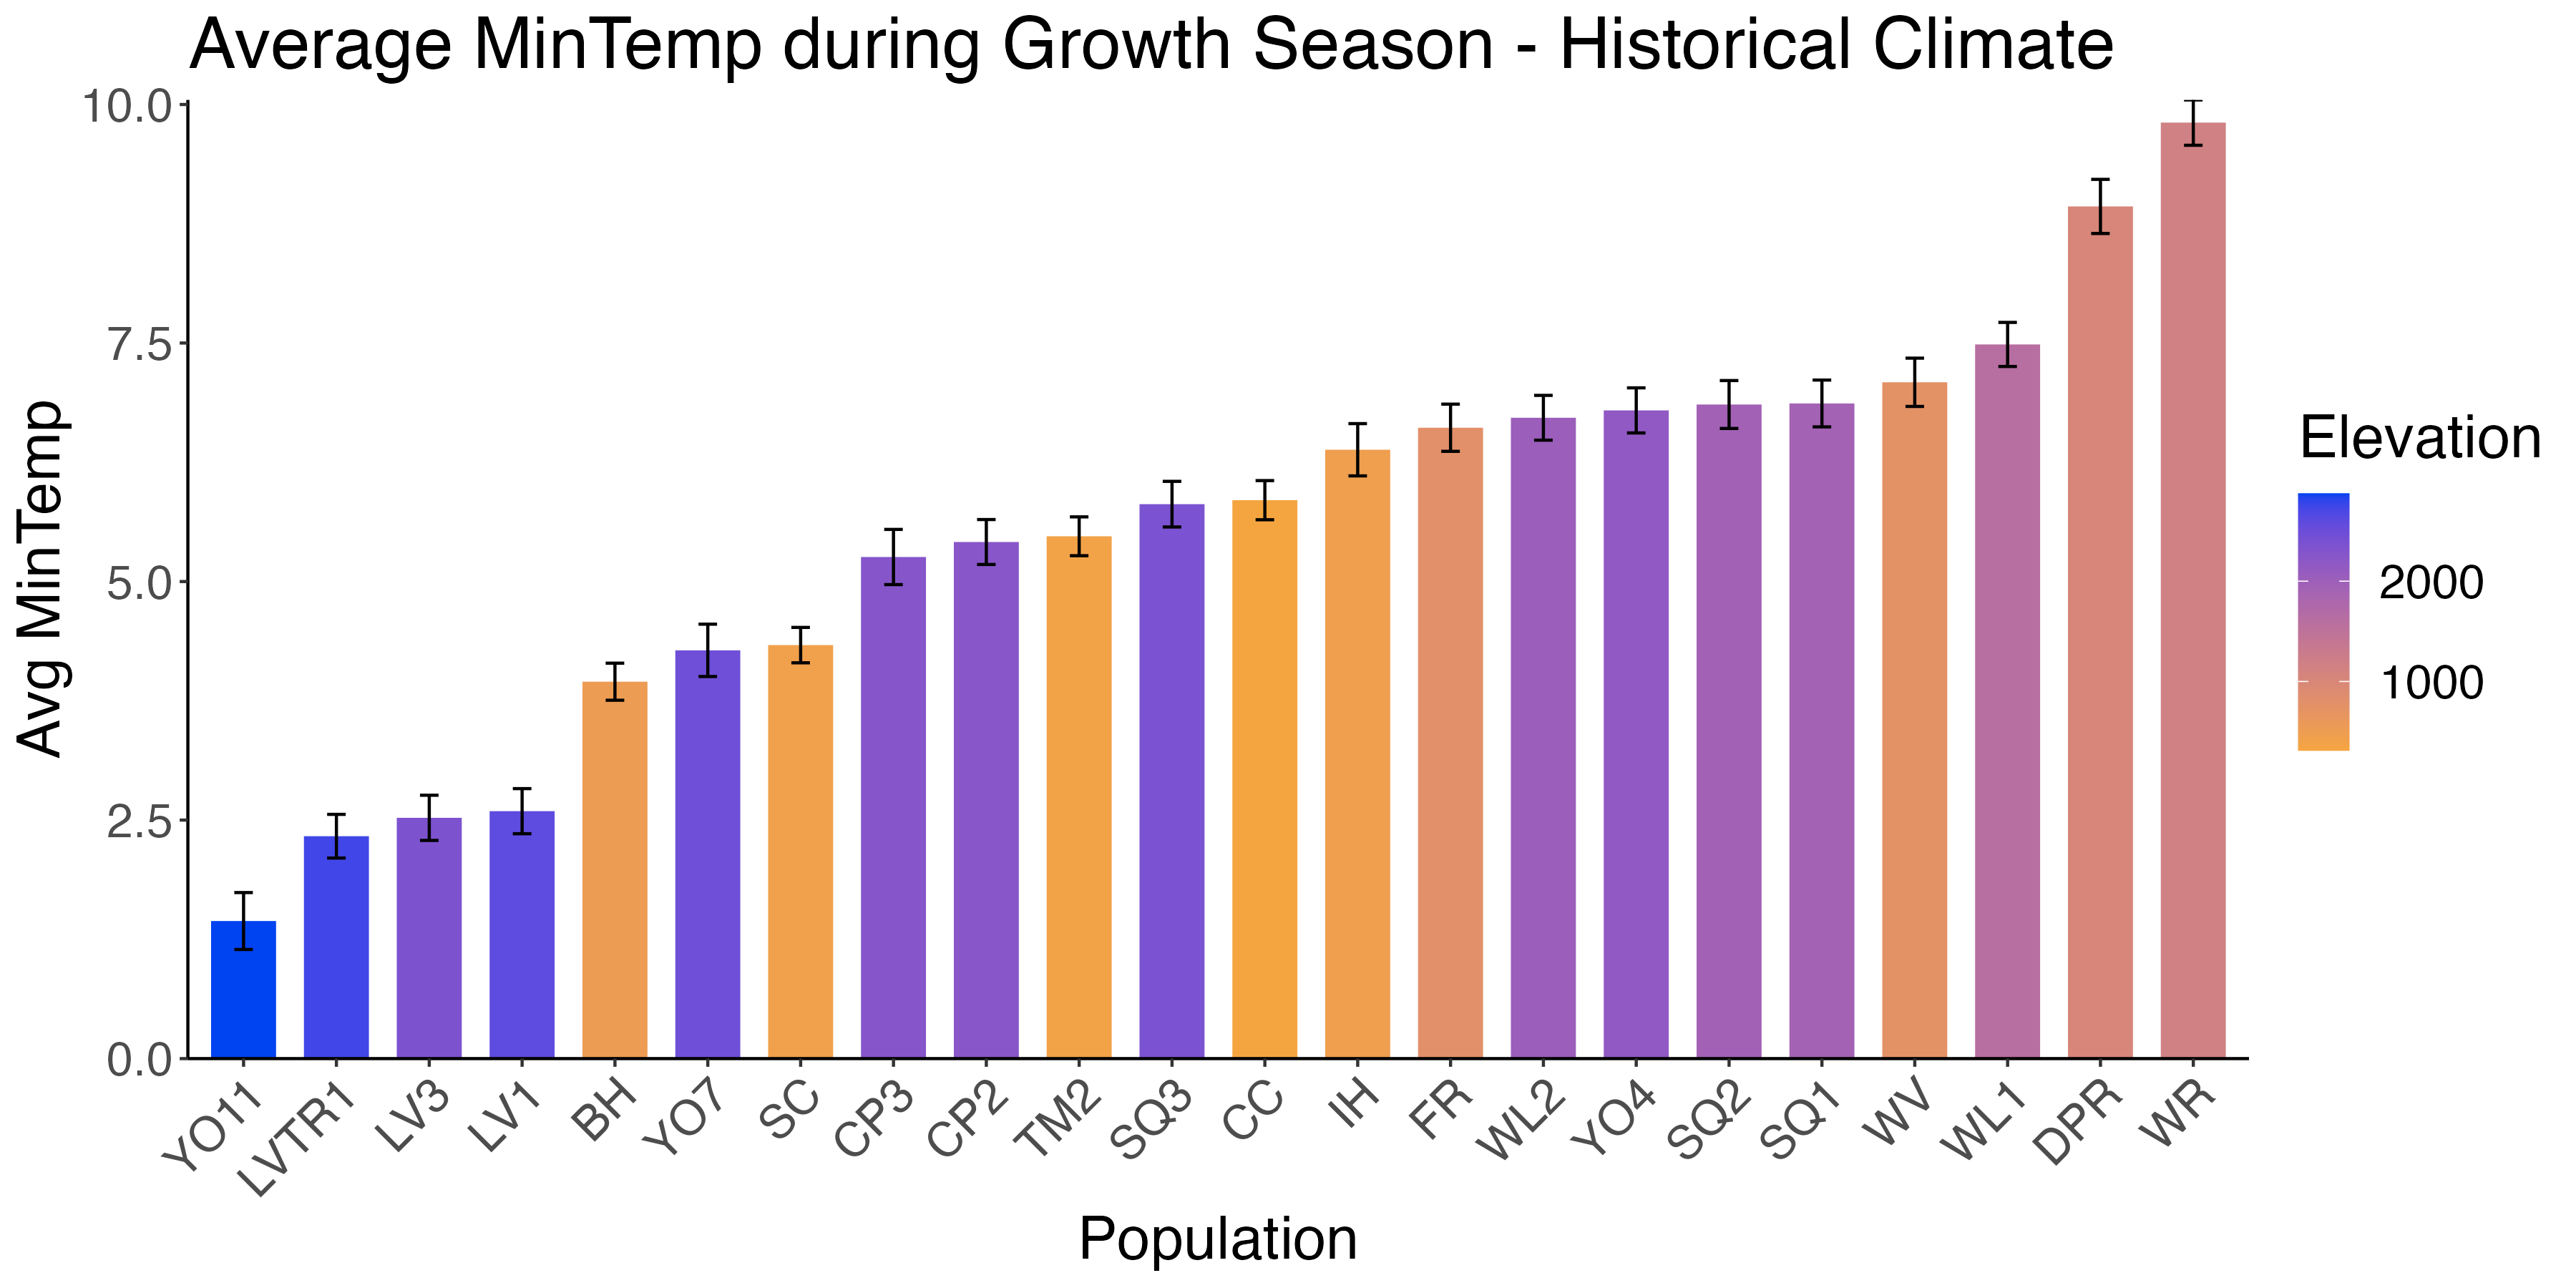 Average MinTemp during Growth Season - Historical Climate
Avg MinTemp
10.0
7.5
5.0
2.5
0.0
YO11
LVTR1
LV3
LV1
BH
YO7
SC
CP3
CP2
TM2
SQ3
CC
IH
FR
WL2
YO4
SQ2
SQ1
WV
WL1
DPR
WR
Population
Elevation
2000
1000